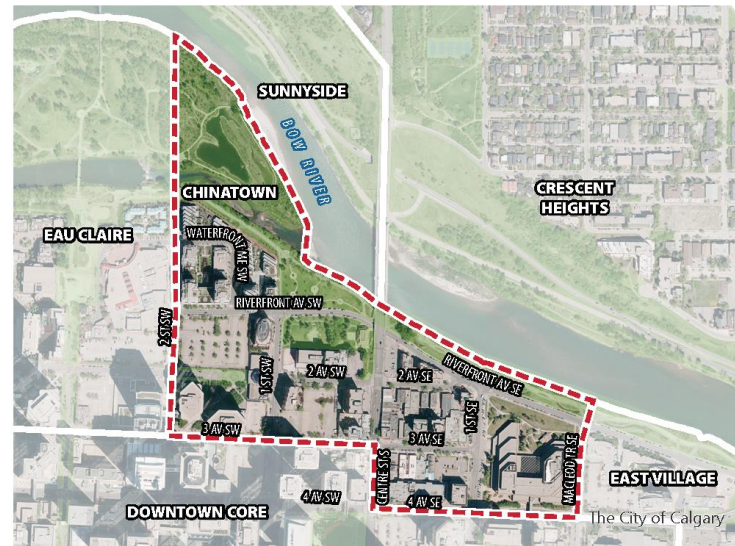 SUNNYSIDE
BOW RIVER
CHINATOWN
CRESCENT
HEIGHTS
EAU CLAIRE
WATERFRONT ME SW
RIVERFRONT AV SW
2 ST SW
1 ST SW
2 AV SW
2 AV SE
RIVERFRONT AV SE
1 ST SE
3 AV SW
3 AV SE
CENTRE ST S
MACLEOD TR SE
EAST VILLAGE
4 AV SW
4 AV SE
DOWNTOWN CORE
The City of Calgary